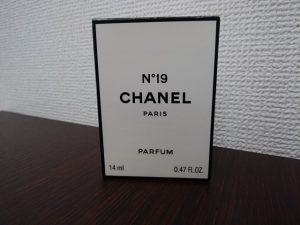 N°19
CHANEL
PARIS
PARFUM
14 ml 0.47 FL.OZ.